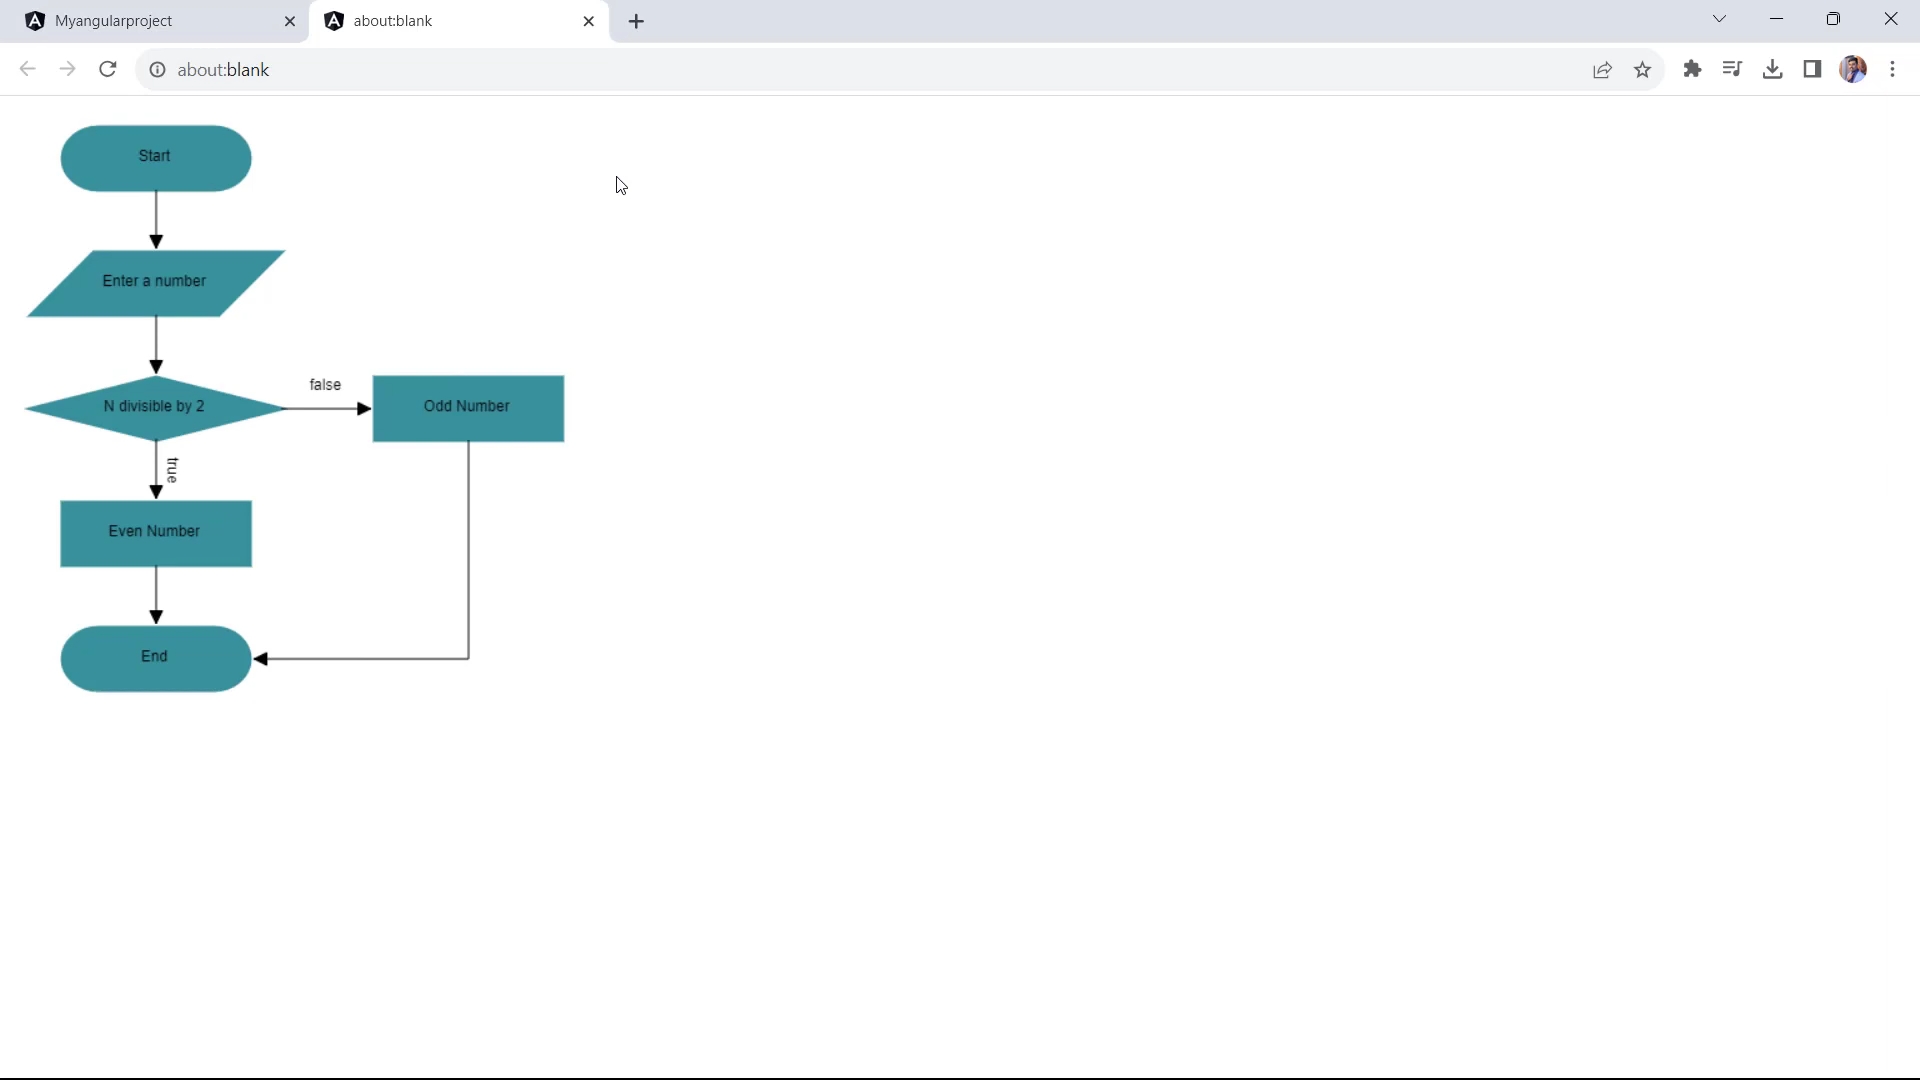 Myangularproject
about:blank
about:blank
Start
Enter a number
N divisible by 2
false
Odd Number
true
Even Number
End